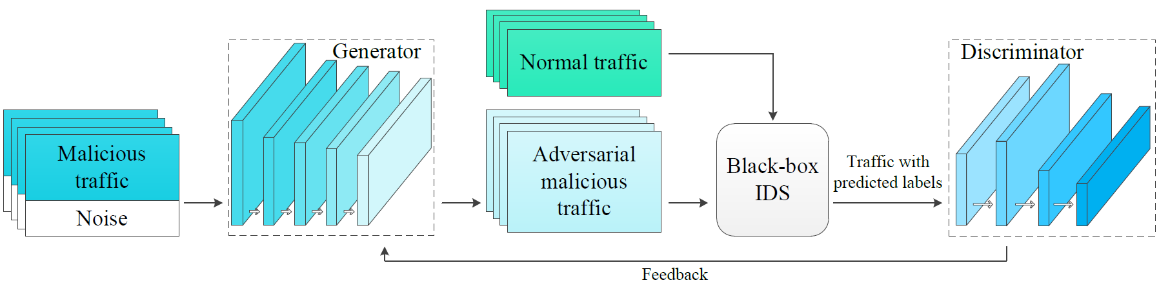 Malicious
traffic
Noise
Generator
Normal traffic
Adversarial
malicious
traffic
Black-box
IDS
Traffic with
predicted labels
Discriminator
Feedback